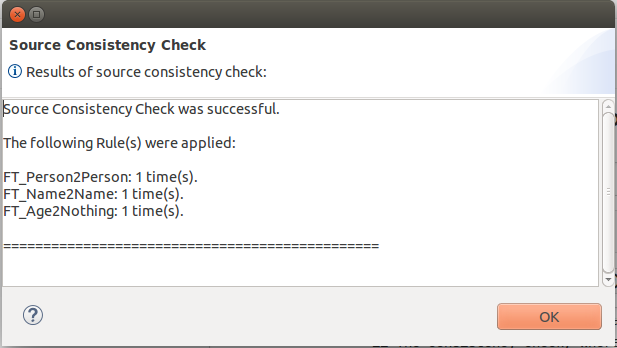 Source Consistency Check
Results of source consistency check:
Source Consistency Check was successful.
The following Rule(s) were applied:
FT_Person2Person: 1 time(s).
FT_Name2Name: 1 time(s).
FT_Age2Nothing: 1 time(s).
===============================================
OK